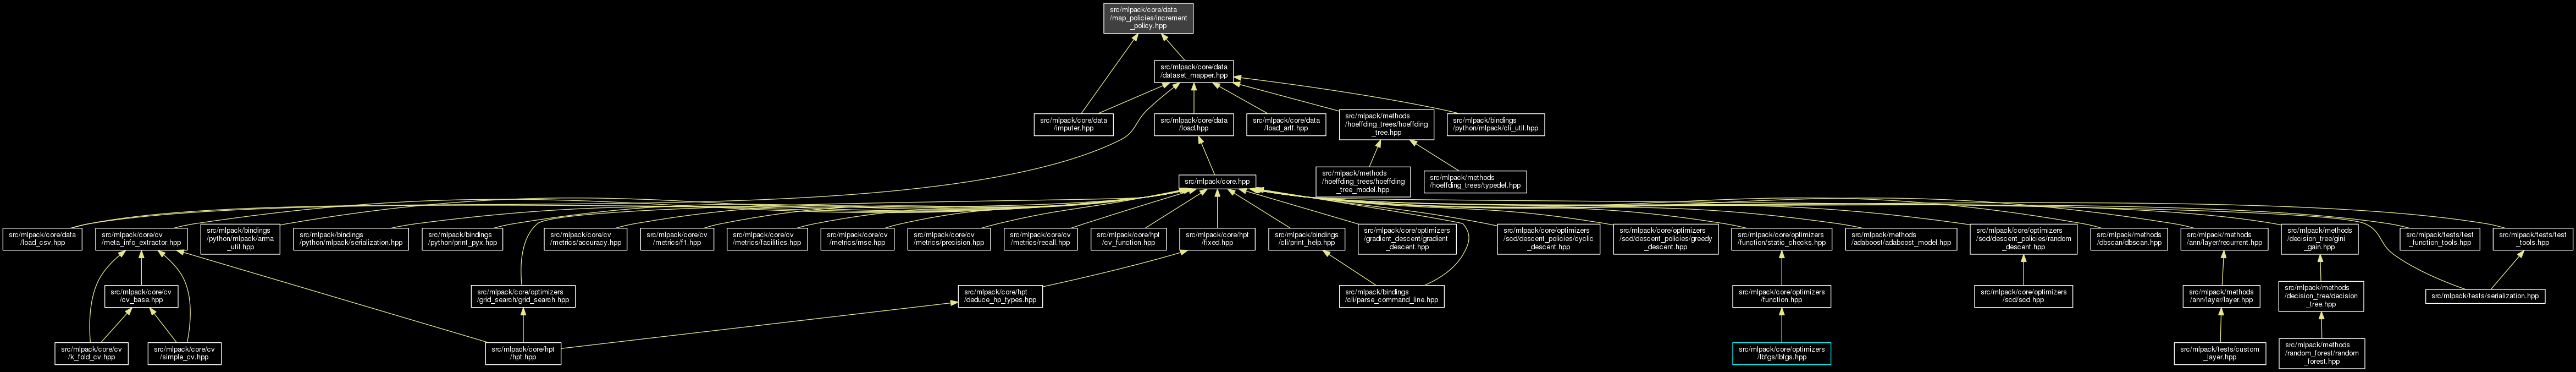 src/mlpack/core/data
/map_policies/increment
_policy.hpp
src/mlpack/core/data
/dataset_mapper.hpp
src/mlpack/core/data
/imputer.hpp
src/mlpack/core/data
/load.hpp
src/mlpack/core/data
/load_arff.hpp
src/mlpack/methods
/hoeffding_trees/hoeffding
_tree.hpp
src/mlpack/bindings
/python/mlpack/cli_util.hpp
src/mlpack/core.hpp
src/mlpack/methods
/hoeffding_trees/hoeffding
_tree_model.hpp
src/mlpack/methods
/hoeffding_trees/typedef.hpp
src/mlpack/core/data
/load_csv.hpp
src/mlpack/core/cv
/meta_info_extractor.hpp
src/mlpack/bindings
/python/mlpack/arma
_util.hpp
src/mlpack/bindings
/python/mlpack/serialization.hpp
src/mlpack/bindings
/python/print_pyx.hpp
src/mlpack/core/cv
/metrics/accuracy.hpp
src/mlpack/core/cv
/metrics/f1.hpp
src/mlpack/core/cv
/metrics/facilities.hpp
src/mlpack/core/cv
/metrics/mse.hpp
src/mlpack/core/cv
/metrics/precision.hpp
src/mlpack/core/cv
/metrics/recall.hpp
src/mlpack/core/hpt
/cv_function.hpp
src/mlpack/core/hpt
/fixed.hpp
src/mlpack/bindings
/cli/print_help.hpp
src/mlpack/core/optimizers
/gradient_descent/gradient
_descent.hpp
src/mlpack/core/optimizers
/scd/descent_policies/cyclic
_descent.hpp
src/mlpack/core/optimizers
/scd/descent_policies/greedy
_descent.hpp
src/mlpack/core/optimizers
/function/static_checks.hpp
src/mlpack/methods
/adaboost/adaboost_model.hpp
src/mlpack/core/optimizers
/scd/descent_policies/random
_descent.hpp
src/mlpack/methods
/dbscan/dbscan.hpp
src/mlpack/methods
/ann/layer/recurrent.hpp
src/mlpack/methods
/decision_tree/gini
_gain.hpp
src/mlpack/tests/test
_function_tools.hpp
src/mlpack/tests/test
_tools.hpp
src/mlpack/core/cv
/cv_base.hpp
src/mlpack/core/optimizers
/grid_search/grid_search.hpp
src/mlpack/core/hpt
/deduce_hp_types.hpp
src/mlpack/bindings
/cli/parse_command_line.hpp
src/mlpack/core/optimizers
/function.hpp
src/mlpack/core/optimizers
/scd/scd.hpp
src/mlpack/methods
/ann/layer/layer.hpp
src/mlpack/methods
/decision_tree/decision
_tree.hpp
src/mlpack/tests/serialization.hpp
src/mlpack/core/cv
/k_fold_cv.hpp
src/mlpack/core/cv
/simple_cv.hpp
src/mlpack/core/hpt
/hpt.hpp
src/mlpack/core/optimizers
/lbfgs/lbfgs.hpp
src/mlpack/tests/custom
_layer.hpp
src/mlpack/methods
/random_forest/random
_forest.hpp